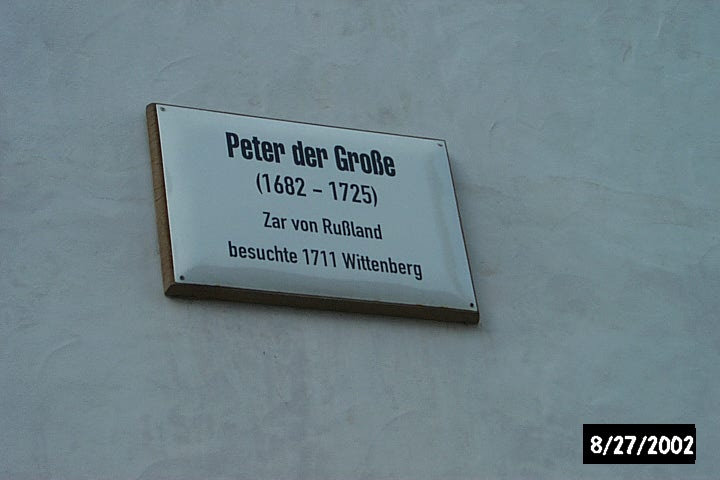 Peter der Große
(1682 – 1725)
Zar von Rußland
besuchte 1711 Wittenberg
8/27/2002